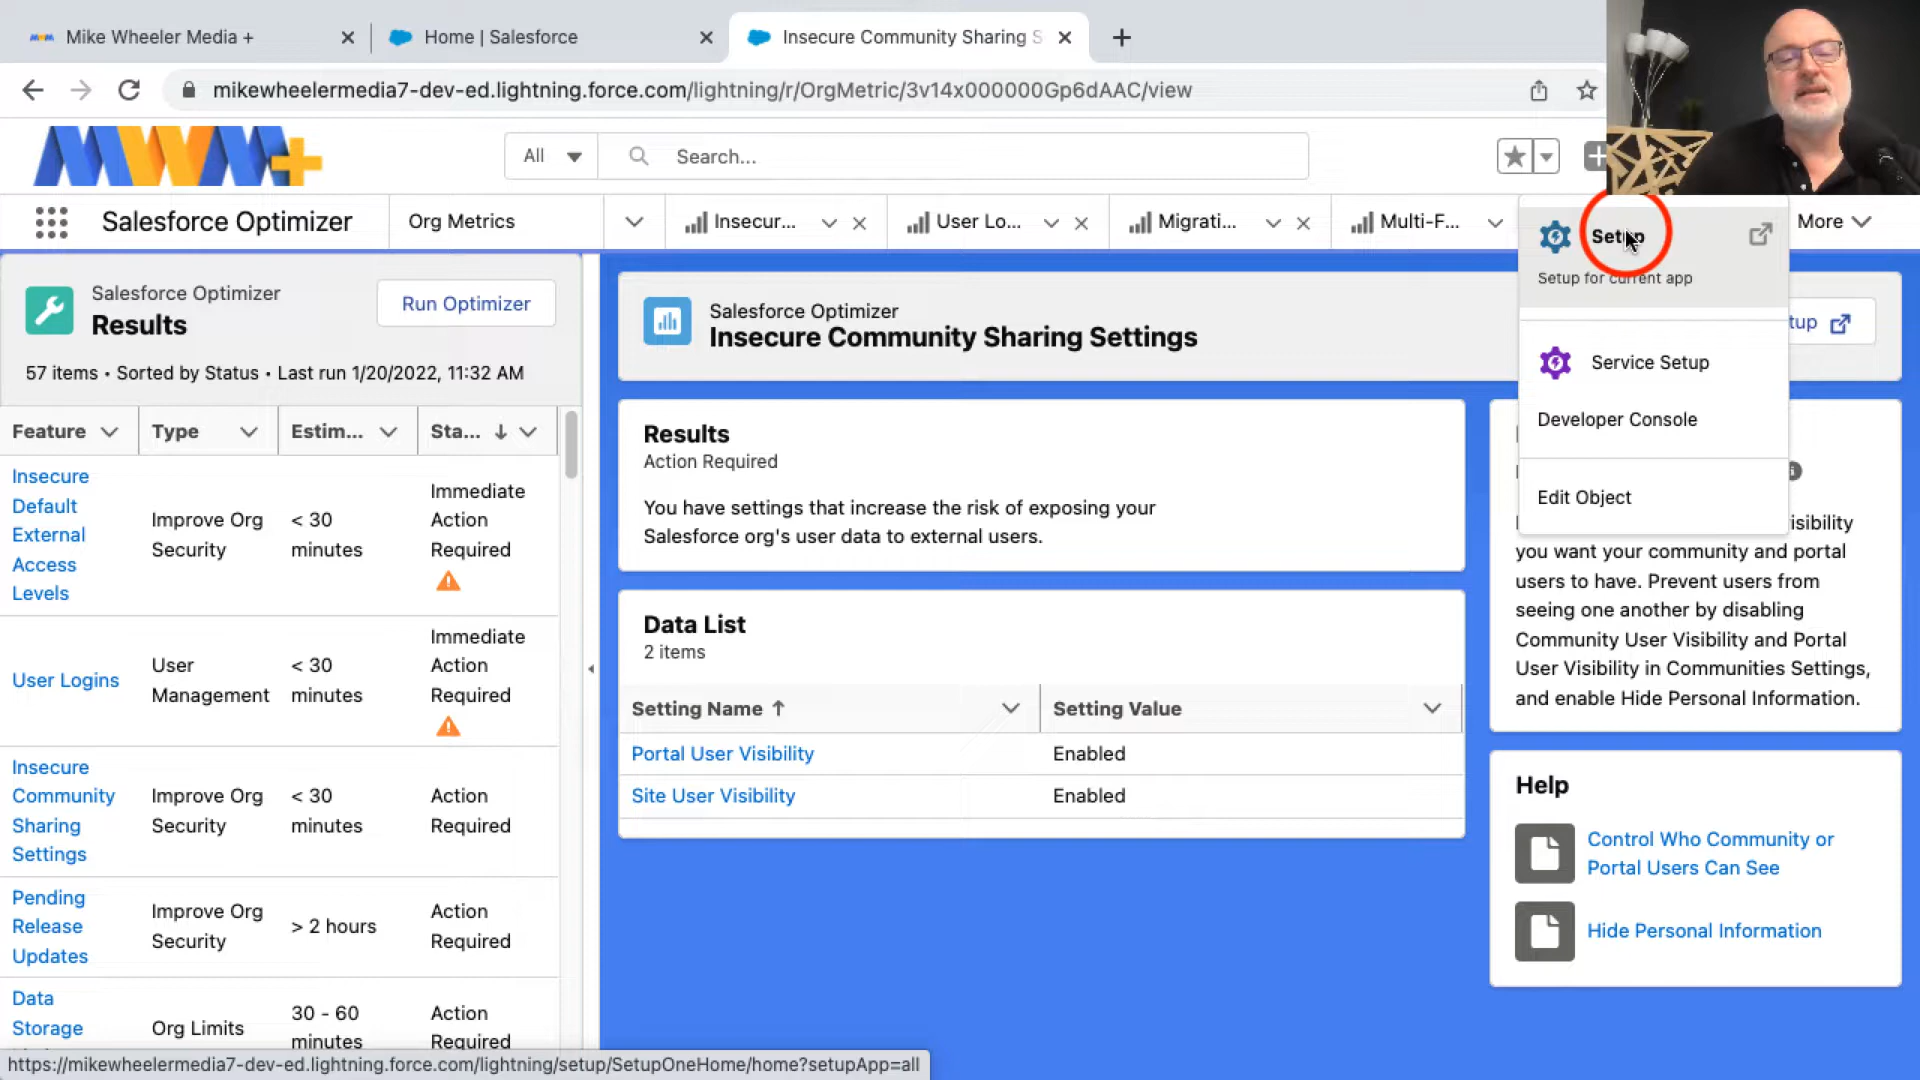 Mike Wheeler Media +
Home | Salesforce
Insecure Community Sharing S
mikewheelermedia7-dev-ed.lightning.force.com/lightning/r/OrgMetric/3v14x000000Gp6dAAC/view
MWM+
All
Search...
Salesforce Optimizer
Org Metrics
Insecur...
User Lo...
Migrati...
Multi-F...
More
Setup
Setup for current app
Service Setup
Developer Console
Edit Object
Salesforce Optimizer
Results
Run Optimizer
57 items • Sorted by Status • Last run 1/20/2022, 11:32 AM
Feature
Type
Estim...
Sta...
Insecure
Default
External
Access
Levels
Improve Org
Security
< 30
minutes
Immediate
Action
Required
User Logins
User
Management
< 30
minutes
Immediate
Action
Required
Insecure
Community
Sharing
Settings
Improve Org
Security
< 30
minutes
Action
Required
Pending
Release
Updates
Improve Org
Security
> 2 hours
Action
Required
Data
Storage
Org Limits
30 - 60
minutes
Action
Required
Salesforce Optimizer
Insecure Community Sharing Settings
tup
Results
Action Required
You have settings that increase the risk of exposing your
Salesforce org's user data to external users.
Data List
2 items
Setting Name
Setting Value
Portal User Visibility
Enabled
Site User Visibility
Enabled
isibility
you want your community and portal
users to have. Prevent users from
seeing one another by disabling
Community User Visibility and Portal
User Visibility in Communities Settings,
and enable Hide Personal Information.
Help
Control Who Community or
Portal Users Can See
Hide Personal Information
https://mikewheelermedia7-dev-ed.lightning.force.com/lightning/setup/SetupOneHome/home?setupApp=all